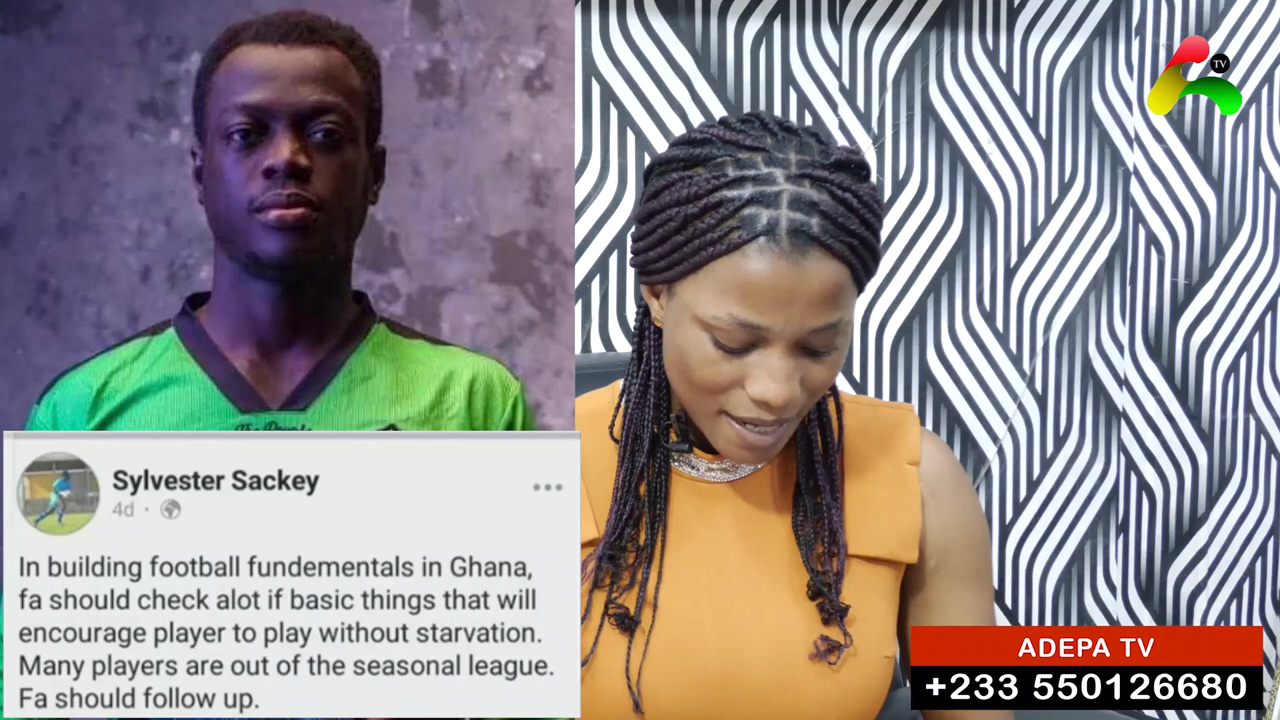 TV
Sylvester Sackey
4d ·
In building football fundementals in Ghana,
fa should check alot if basic things that will
encourage player to play without starvation.
Many players are out of the seasonal league.
Fa should follow up.
ADEPA TV
+233 550126680